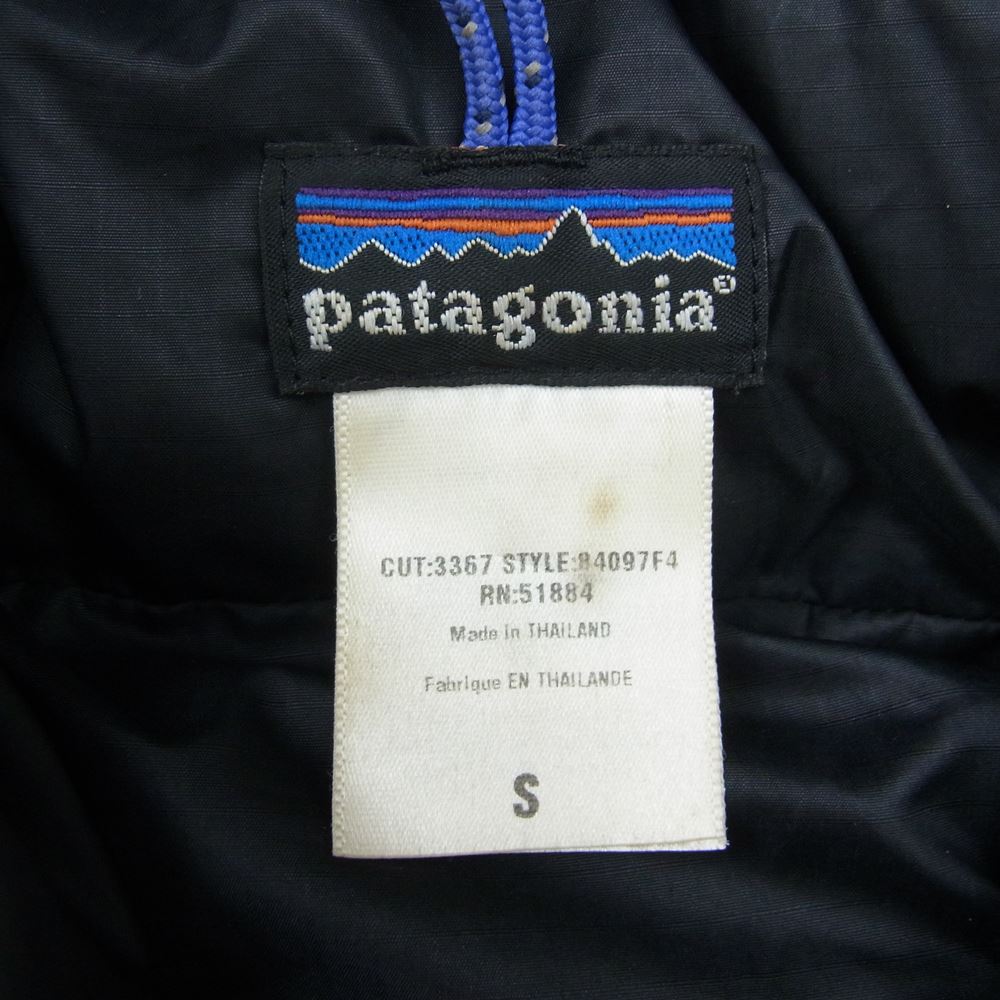 patagonia®
CUT:3367 STYLE:84097F4
RN:51884
Made in THAILAND
Fabrique EN THAILANDE
S